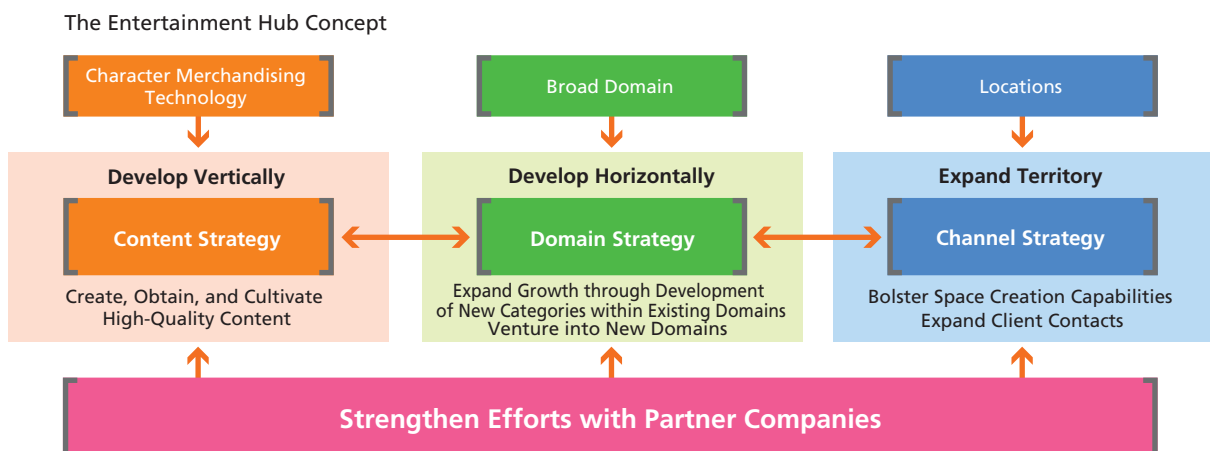 The Entertainment Hub Concept
Character Merchandising
Technology
Broad Domain
Locations
Develop Vertically
Content Strategy
Create, Obtain, and Cultivate
High-Quality Content
Develop Horizontally
Domain Strategy
Expand Growth through Development
of New Categories within Existing Domains
Venture into New Domains
Expand Territory
Channel Strategy
Bolster Space Creation Capabilities
Expand Client Contacts
Strengthen Efforts with Partner Companies